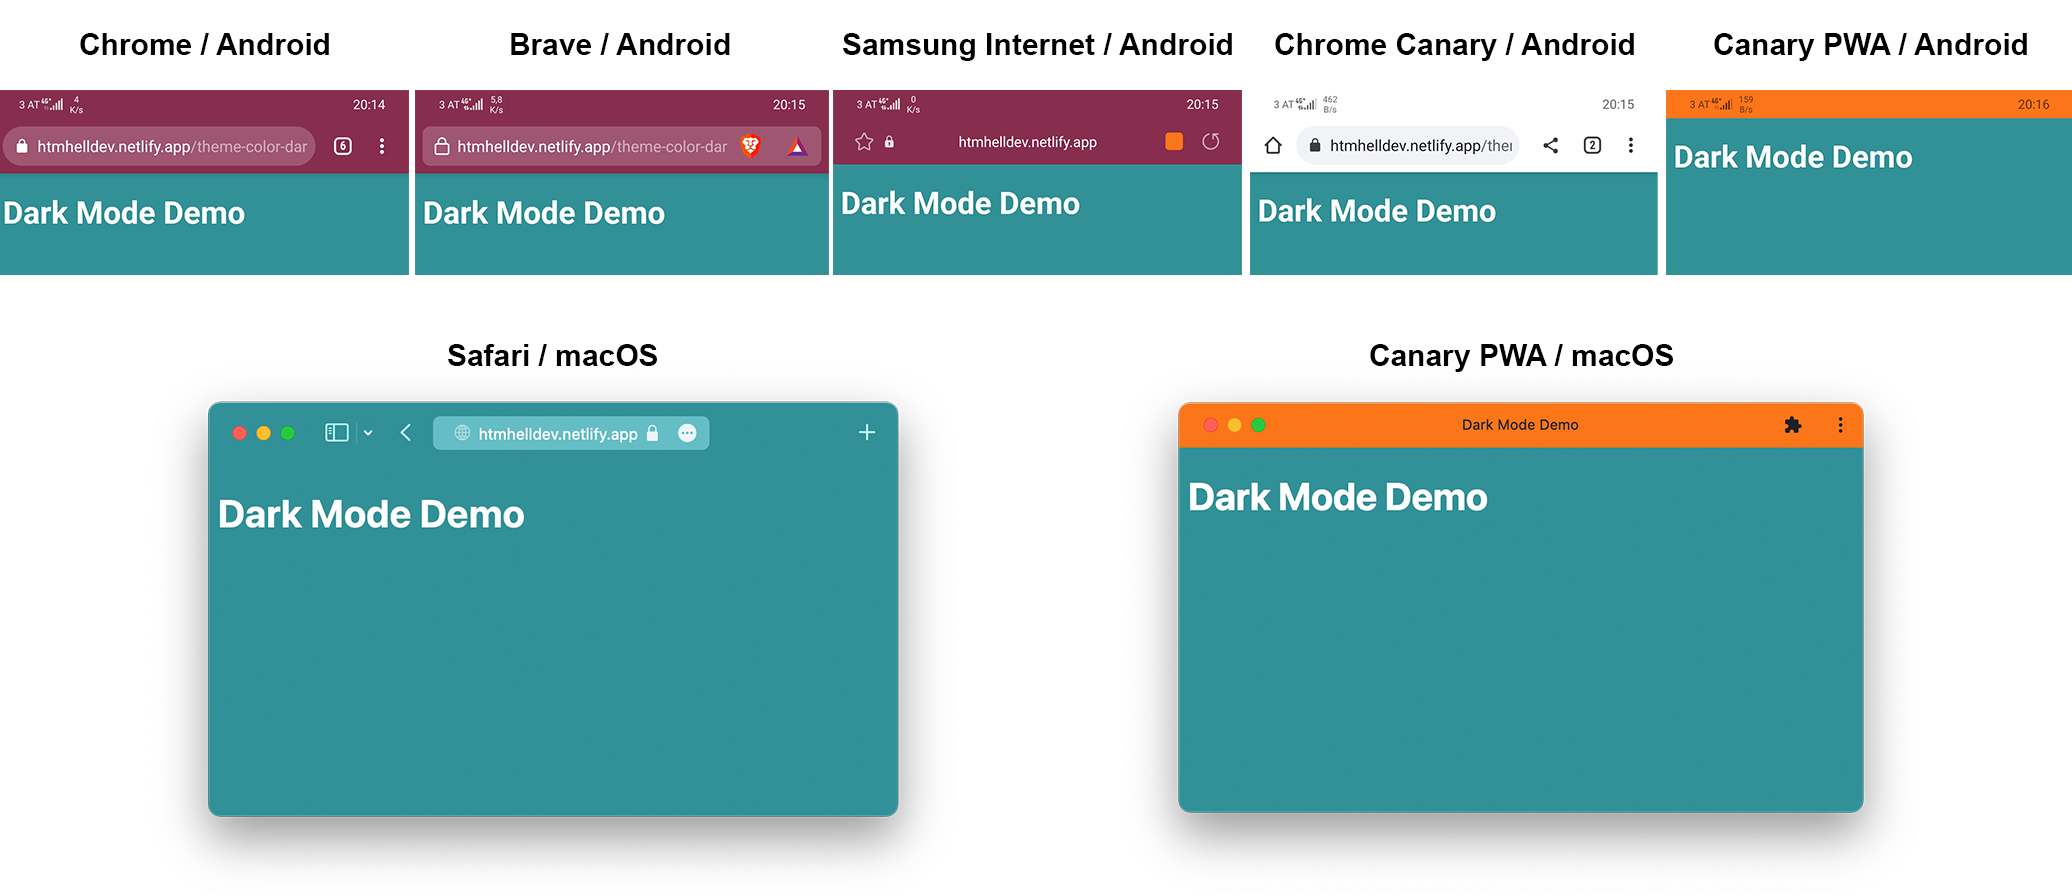 Chrome / Android
Brave / Android
Samsung Internet / Android
Chrome Canary / Android
Canary PWA / Android
3 AT 4G+ 4 K/s 20:14
htmhelldev.netlify.app/theme-color-dar 6
Dark Mode Demo
3 AT 4G+ 5,8 K/s 20:15
htmhelldev.netlify.app/theme-color-dar
Dark Mode Demo
3 AT 4G+ 0 K/s 20:15
htmhelldev.netlify.app
Dark Mode Demo
3 AT 4G+ 462 B/s 20:15
htmhelldev.netlify.app/the 2
Dark Mode Demo
3 AT 4G+ 159 B/s 20:16
Dark Mode Demo
Safari / macOS
htmhelldev.netlify.app
Dark Mode Demo
Canary PWA / macOS
Dark Mode Demo
Dark Mode Demo